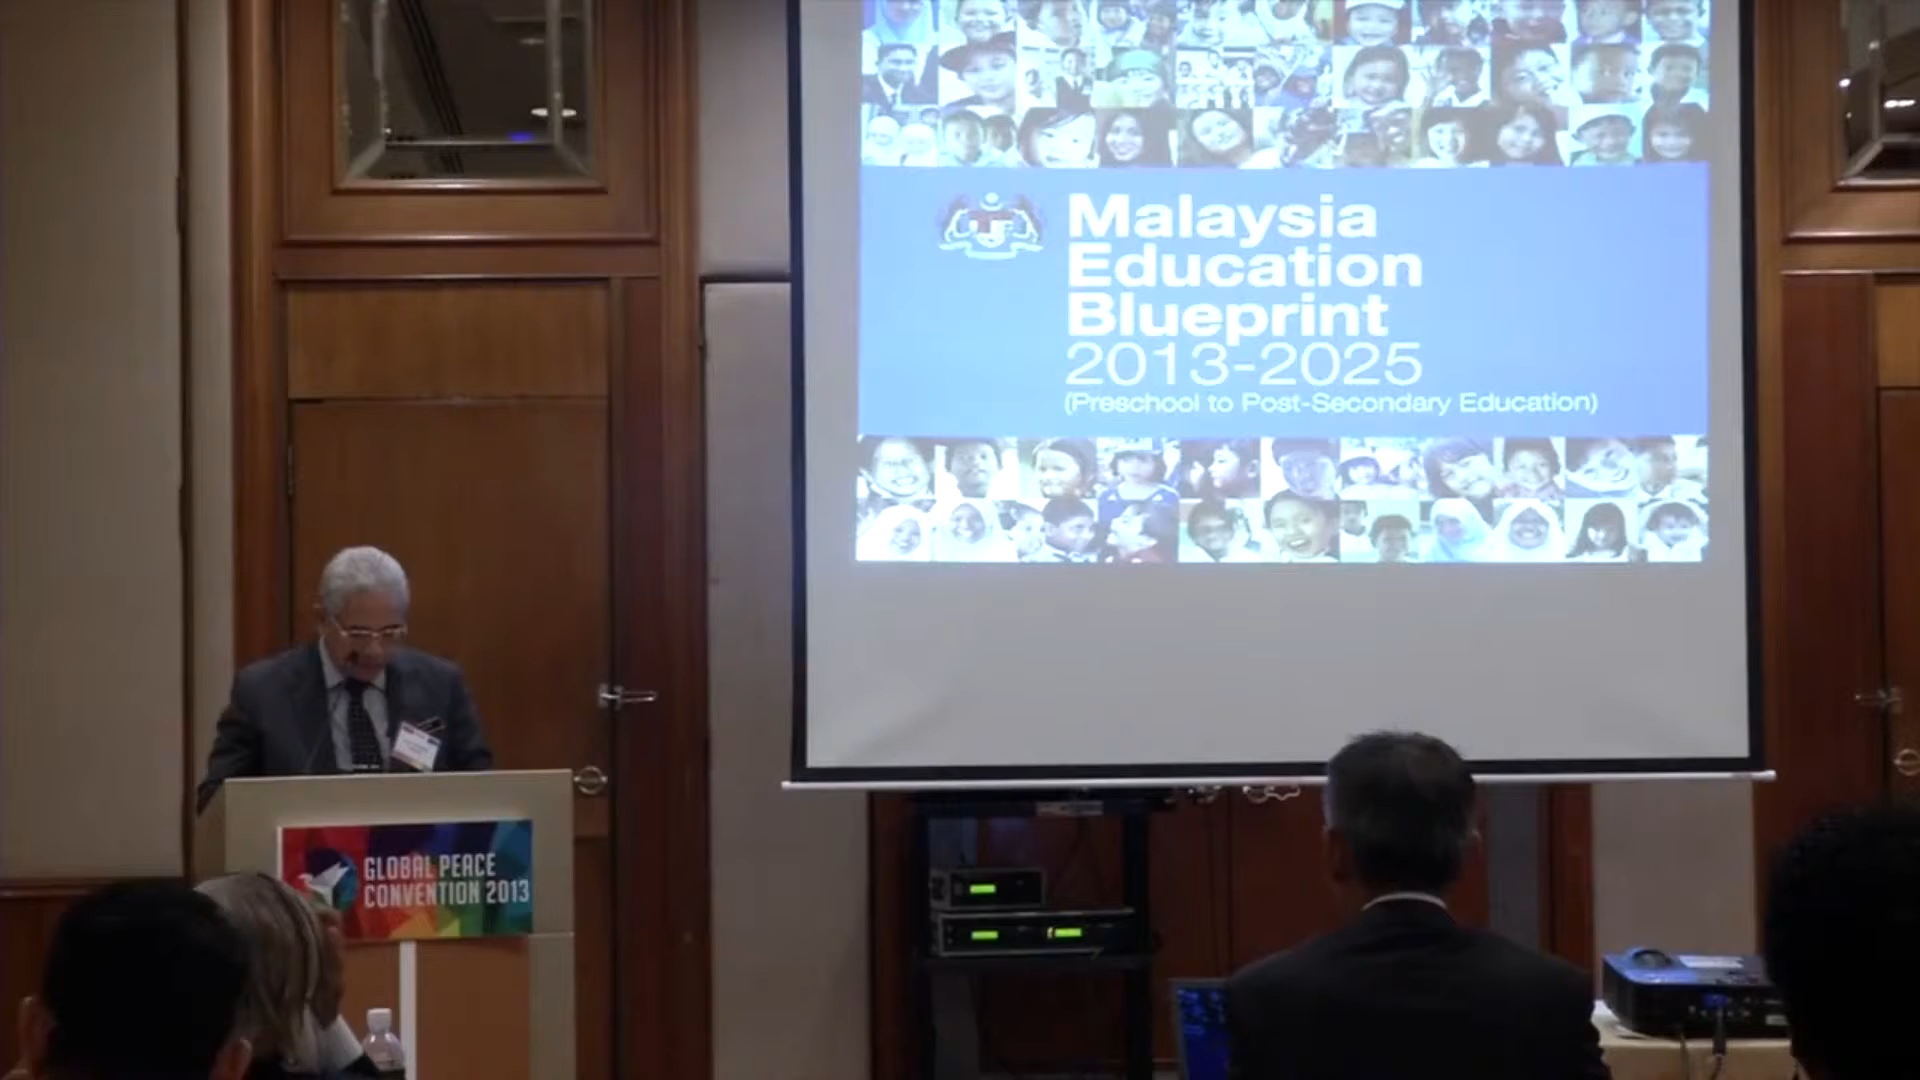 Malaysia
Education
Blueprint
2013-2025
(Preschool to Post-Secondary Education)
GLOBAL PEACE
CONVENTION 2013